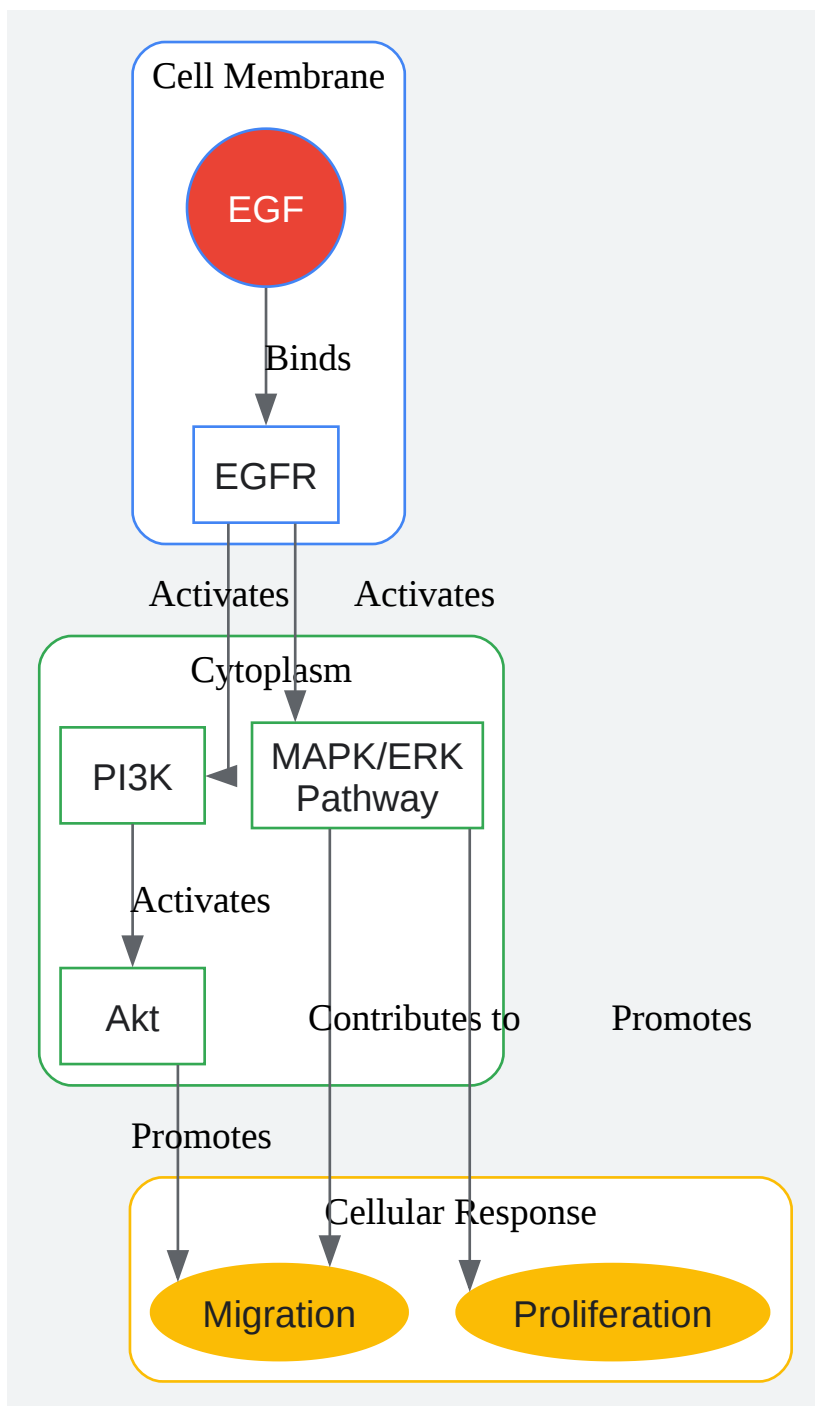 Cell Membrane
EGF
Binds
EGFR
Activates
Activates
Cytoplasm
PI3K
MAPK/ERK
Pathway
Activates
Akt
Contributes to
Promotes
Promotes
Cellular Response
Migration
Proliferation